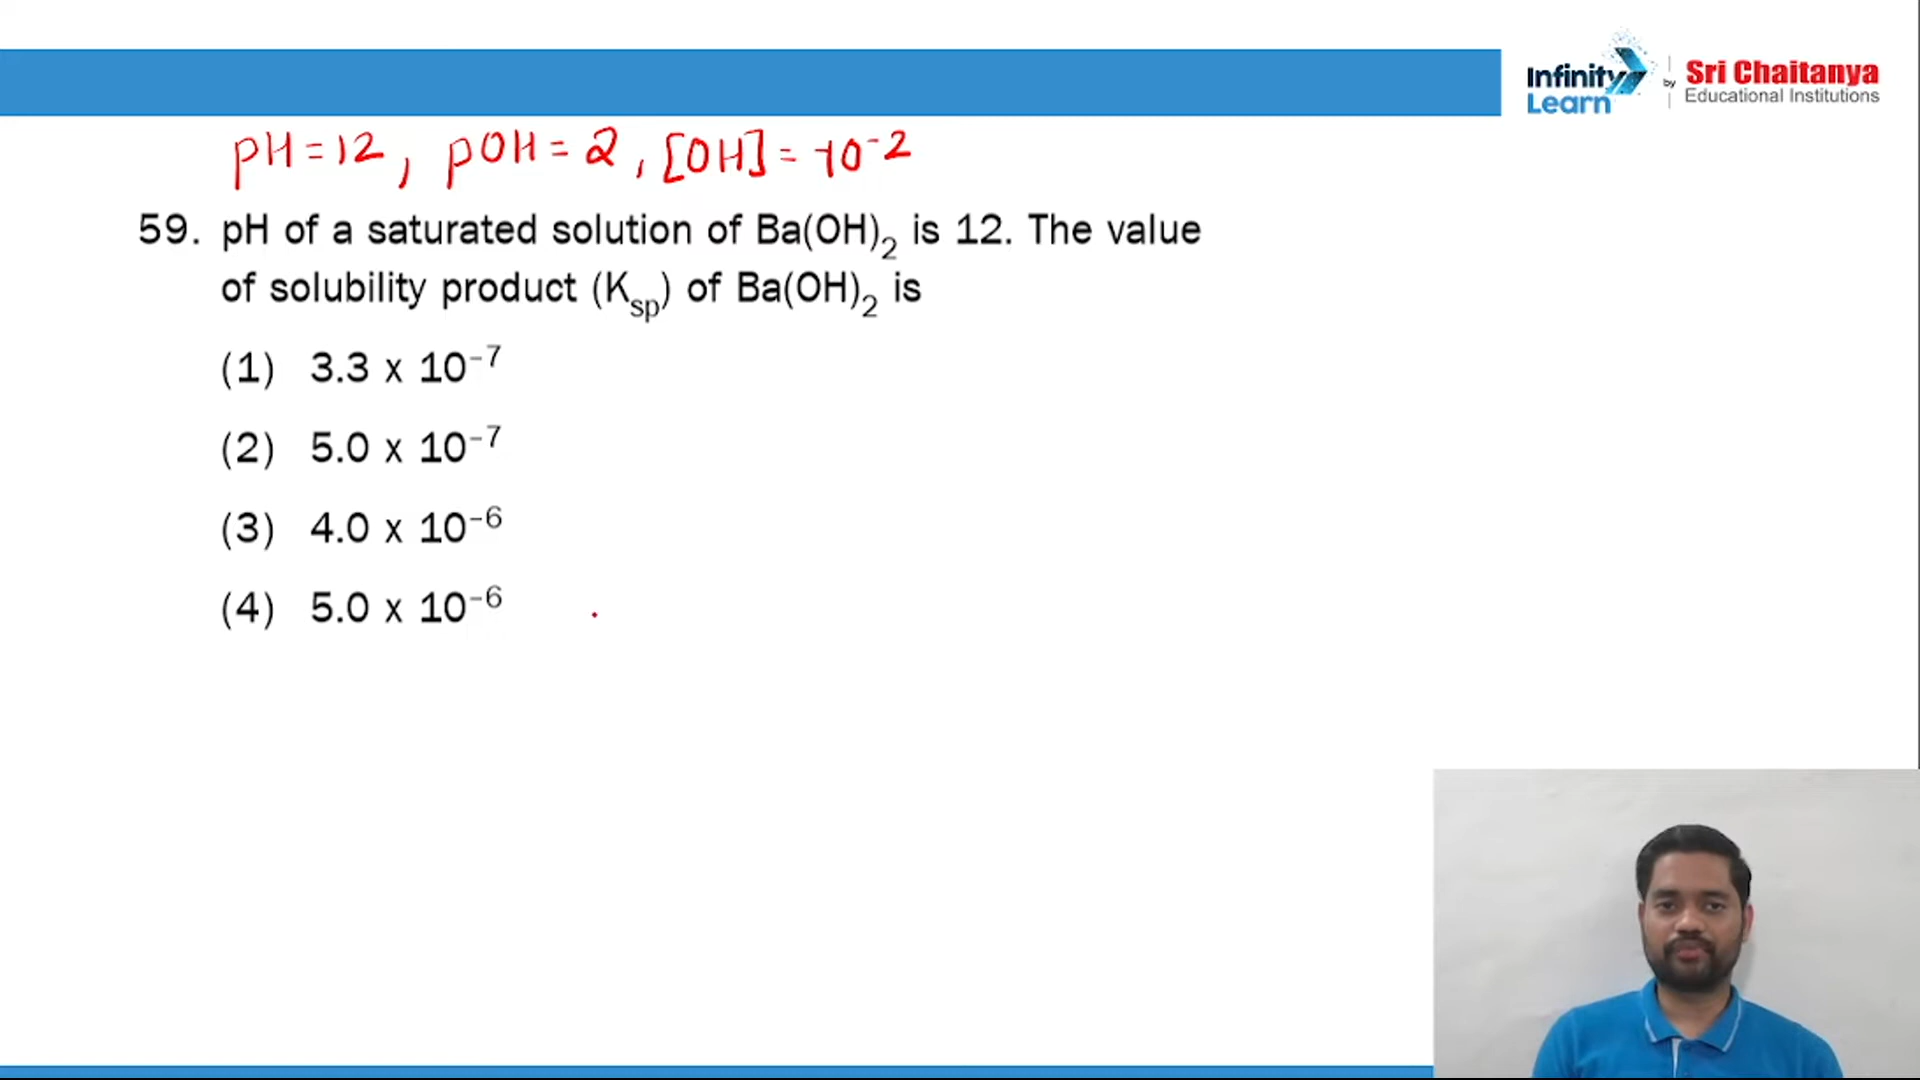 Infinity Learn by Sri Chaitanya Educational Institutions
pH = 12, pOH = 2, [OH] = 10⁻²
59. pH of a saturated solution of Ba(OH)₂ is 12. The value
of solubility product (Kₛₚ) of Ba(OH)₂ is
(1) 3.3 x 10⁻⁷
(2) 5.0 x 10⁻⁷
(3) 4.0 x 10⁻⁶
(4) 5.0 x 10⁻⁶